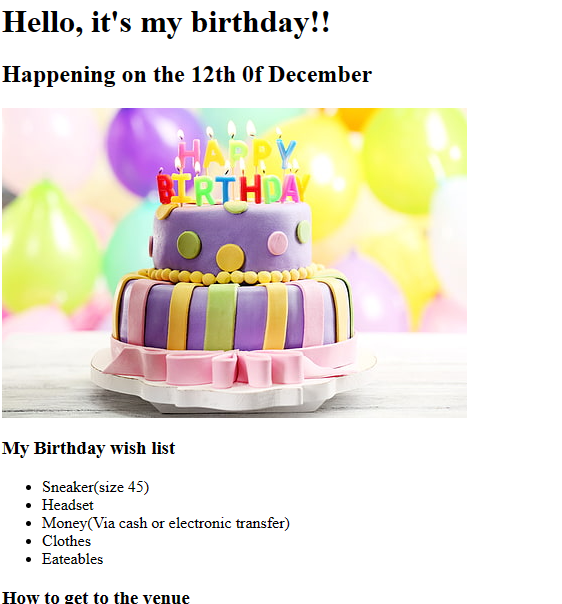 Hello, it's my birthday!!
Happening on the 12th 0f December
HAPPY
BIRTHDAY
My Birthday wish list
Sneaker(size 45)
Headset
Money(Via cash or electronic transfer)
Clothes
Eateables
How to get to the venue